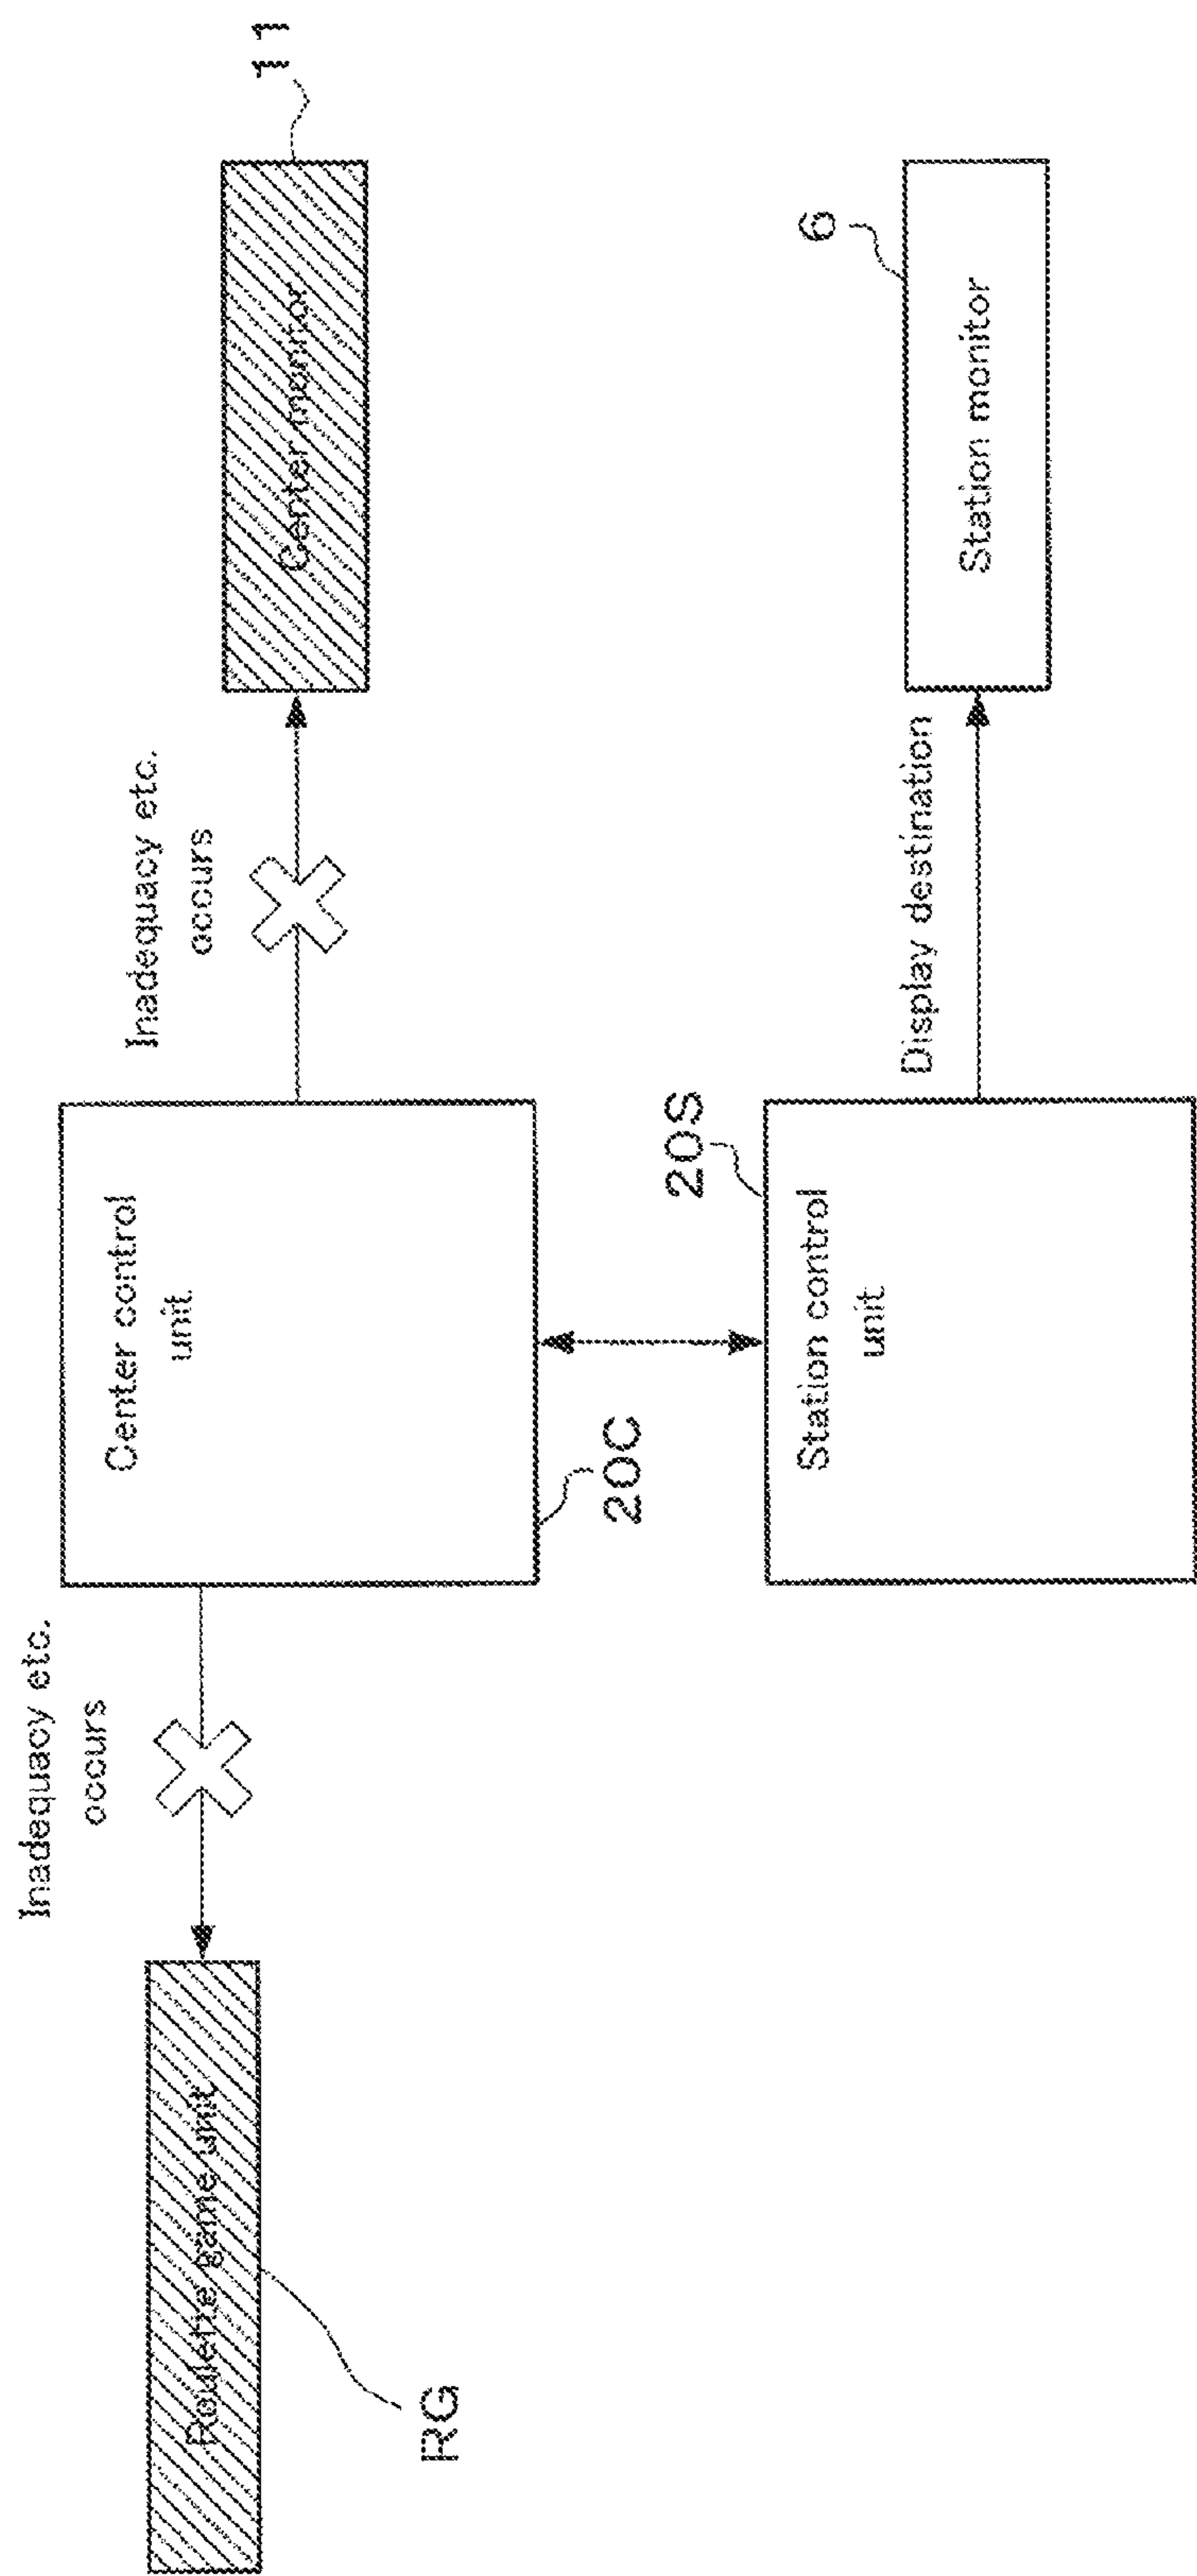 Inadequacy etc.
occurs
Roulette game unit
RG
Center control
unit
20C
Inadequacy etc.
occurs
Center monitor
11
Station control
unit
20S
Display destination
Station monitor
6